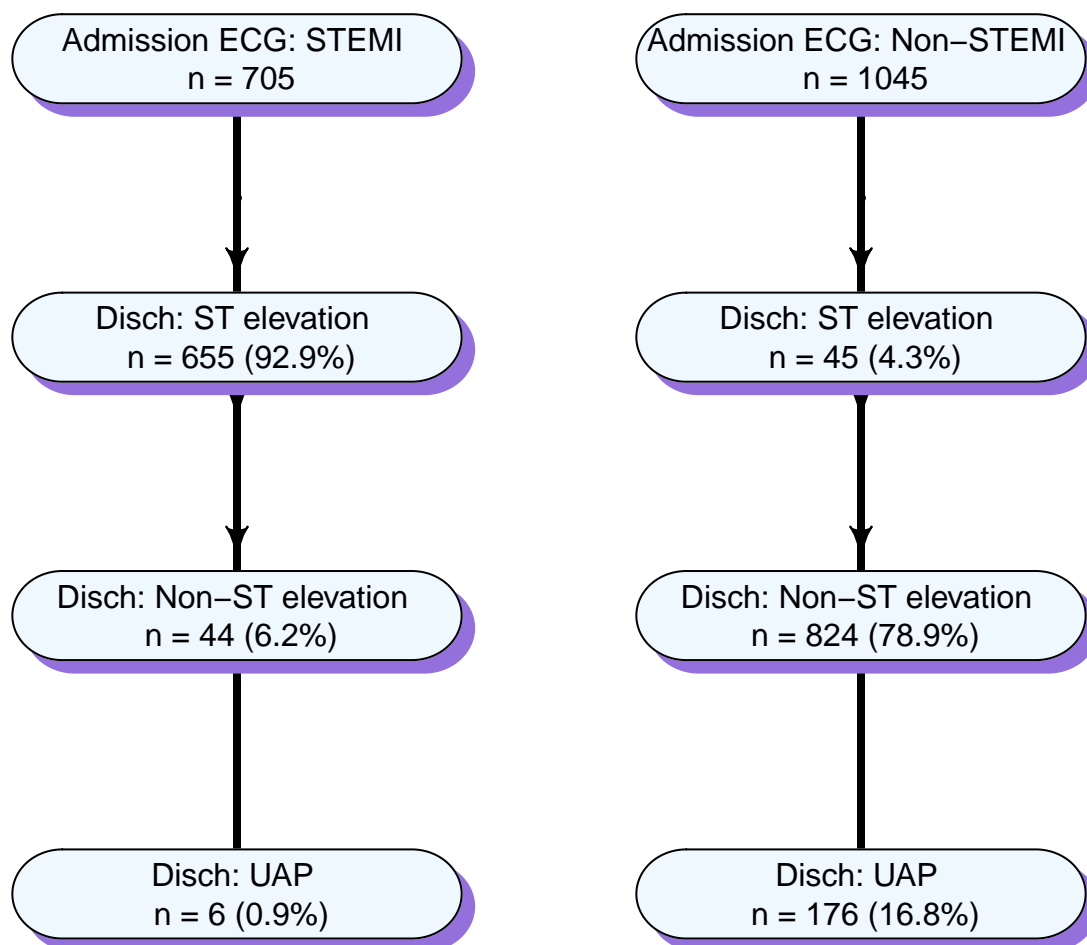 Admission ECG: STEMI
n = 705
Disch: ST elevation
n = 655 (92.9%)
Disch: Non−ST elevation
n = 44 (6.2%)
Disch: UAP
n = 6 (0.9%)
Admission ECG: Non−STEMI
n = 1045
Disch: ST elevation
n = 45 (4.3%)
Disch: Non−ST elevation
n = 824 (78.9%)
Disch: UAP
n = 176 (16.8%)